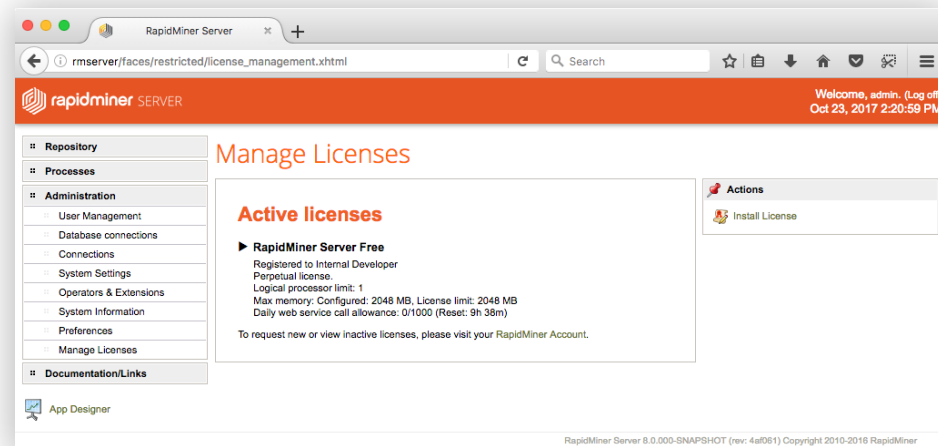 RapidMiner Server
rmserver/faces/restricted/license_management.xhtml
Search
rapidminer SERVER
Welcome, admin. (Log off
Oct 23, 2017 2:20:59 PM
Repository
Processes
Administration
User Management
Database connections
Connections
System Settings
Operators & Extensions
System Information
Preferences
Manage Licenses
Documentation/Links
App Designer
Manage Licenses
Active licenses
RapidMiner Server Free
Registered to Internal Developer
Perpetual license.
Logical processor limit: 1
Max memory: Configured: 2048 MB, License limit: 2048 MB
Daily web service call allowance: 0/1000 (Reset: 9h 38m)
To request new or view inactive licenses, please visit your RapidMiner Account.
Actions
Install License
RapidMiner Server 8.0.000-SNAPSHOT (rev: 4af061) Copyright 2010-2016 RapidMiner